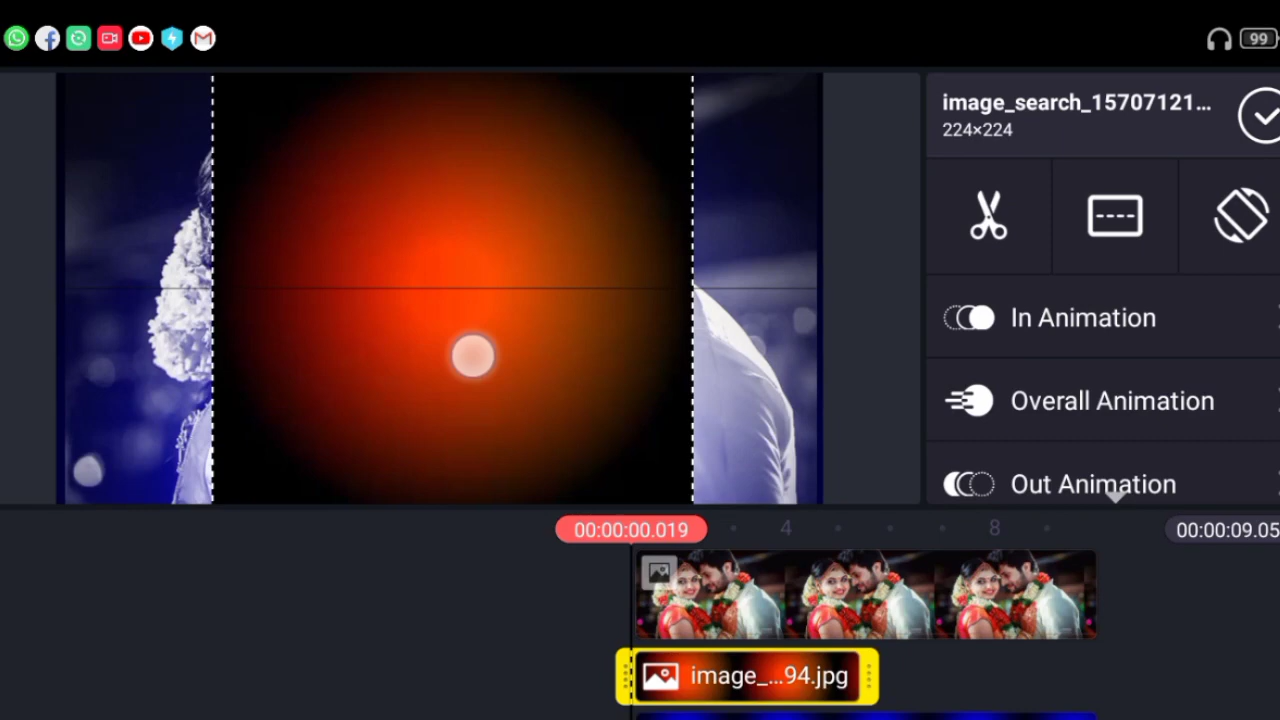 99
image_search_15707121...
224×224
In Animation
Overall Animation
Out Animation
00:00:00.019
4
8
00:00:09.05
image_...94.jpg